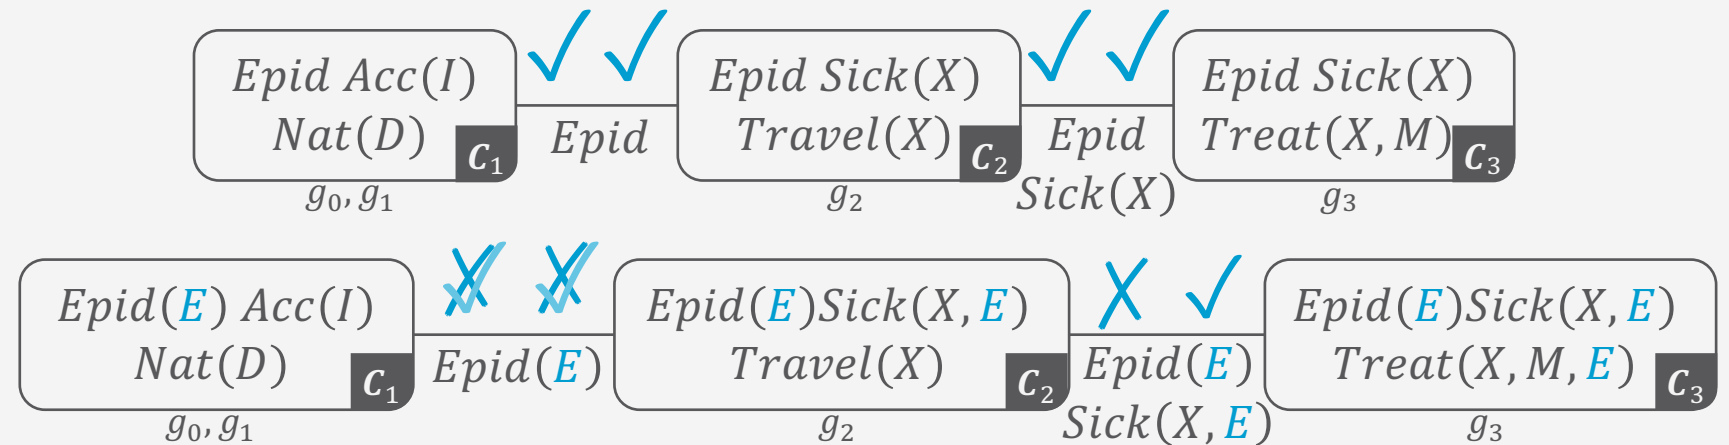 Epid Acc(I)
Nat(D)
C₁
g₀, g₁
Epid
Epid Sick(X)
Travel(X)
C₂
g₂
Epid
Sick(X)
Epid Sick(X)
Treat(X, M)
C₃
g₃
Epid(E) Acc(I)
Nat(D)
C₁
g₀, g₁
Epid(E)
Epid(E)Sick(X, E)
Travel(X)
C₂
g₂
Epid(E)
Sick(X, E)
Epid(E)Sick(X, E)
Treat(X, M, E)
C₃
g₃